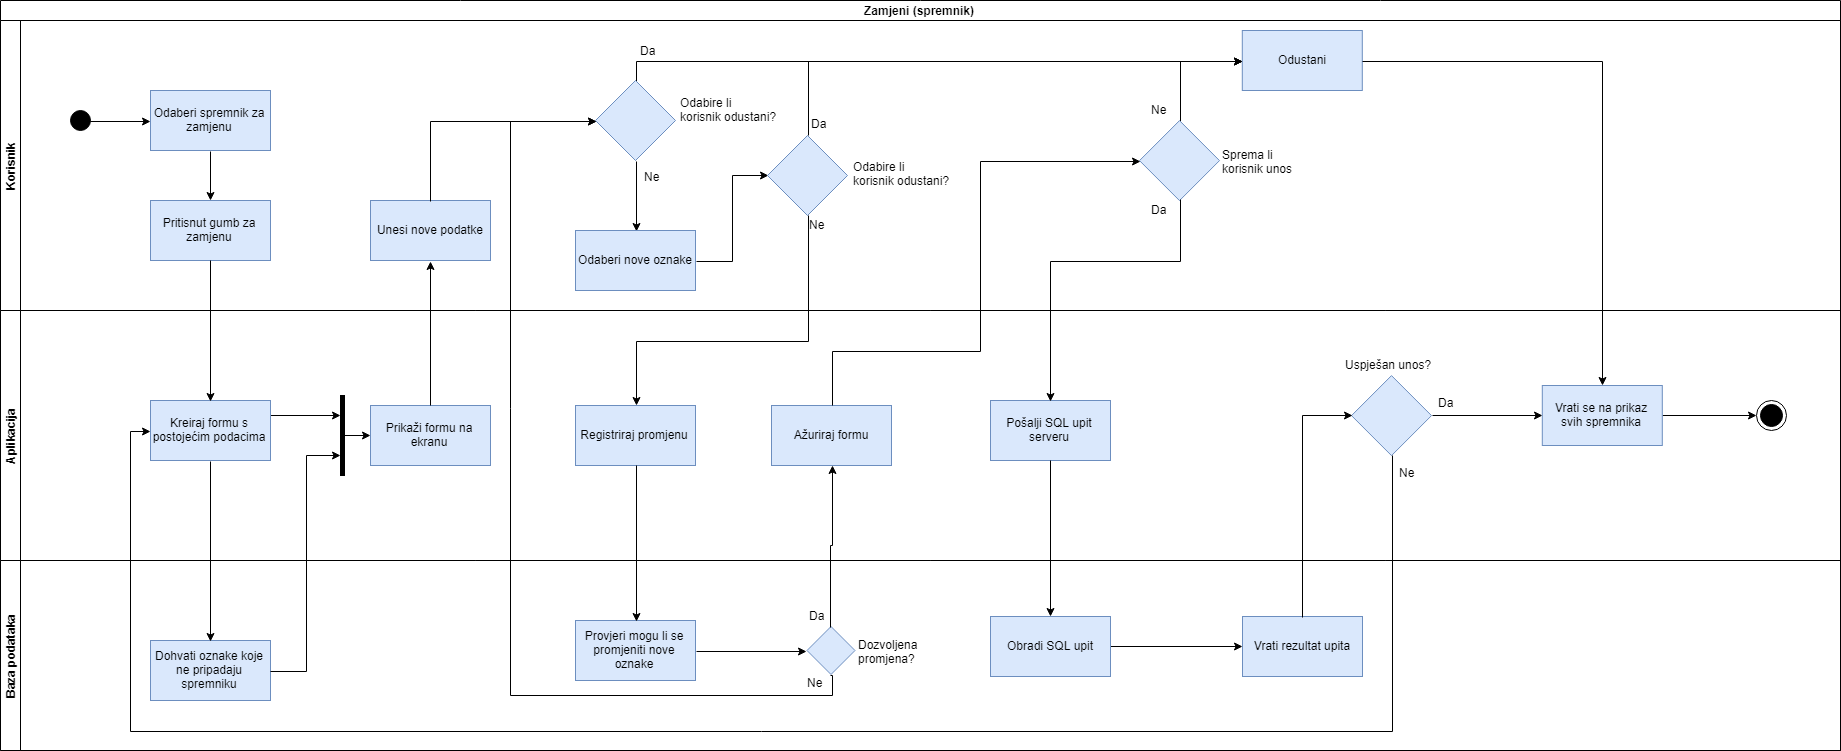 Zamjeni (spremnik)
Korisnik
Odaberi spremnik za
zamjenu
Pritisnut gumb za
zamjenu
Unesi nove podatke
Da
Odabire li
korisnik odustani?
Ne
Odaberi nove oznake
Da
Odabire li
korisnik odustani?
Ne
Ne
Sprema li
korisnik unos
Da
Odustani
Aplikacija
Kreiraj formu s
postojećim podacima
Prikaži formu na
ekranu
Registriraj promjenu
Ažuriraj formu
Pošalji SQL upit
serveru
Uspješan unos?
Da
Ne
Vrati se na prikaz
svih spremnika
Baza podataka
Dohvati oznake koje
ne pripadaju
spremniku
Provjeri mogu li se
promjeniti nove
oznake
Da
Dozvoljena
promjena?
Ne
Obradi SQL upit
Vrati rezultat upita